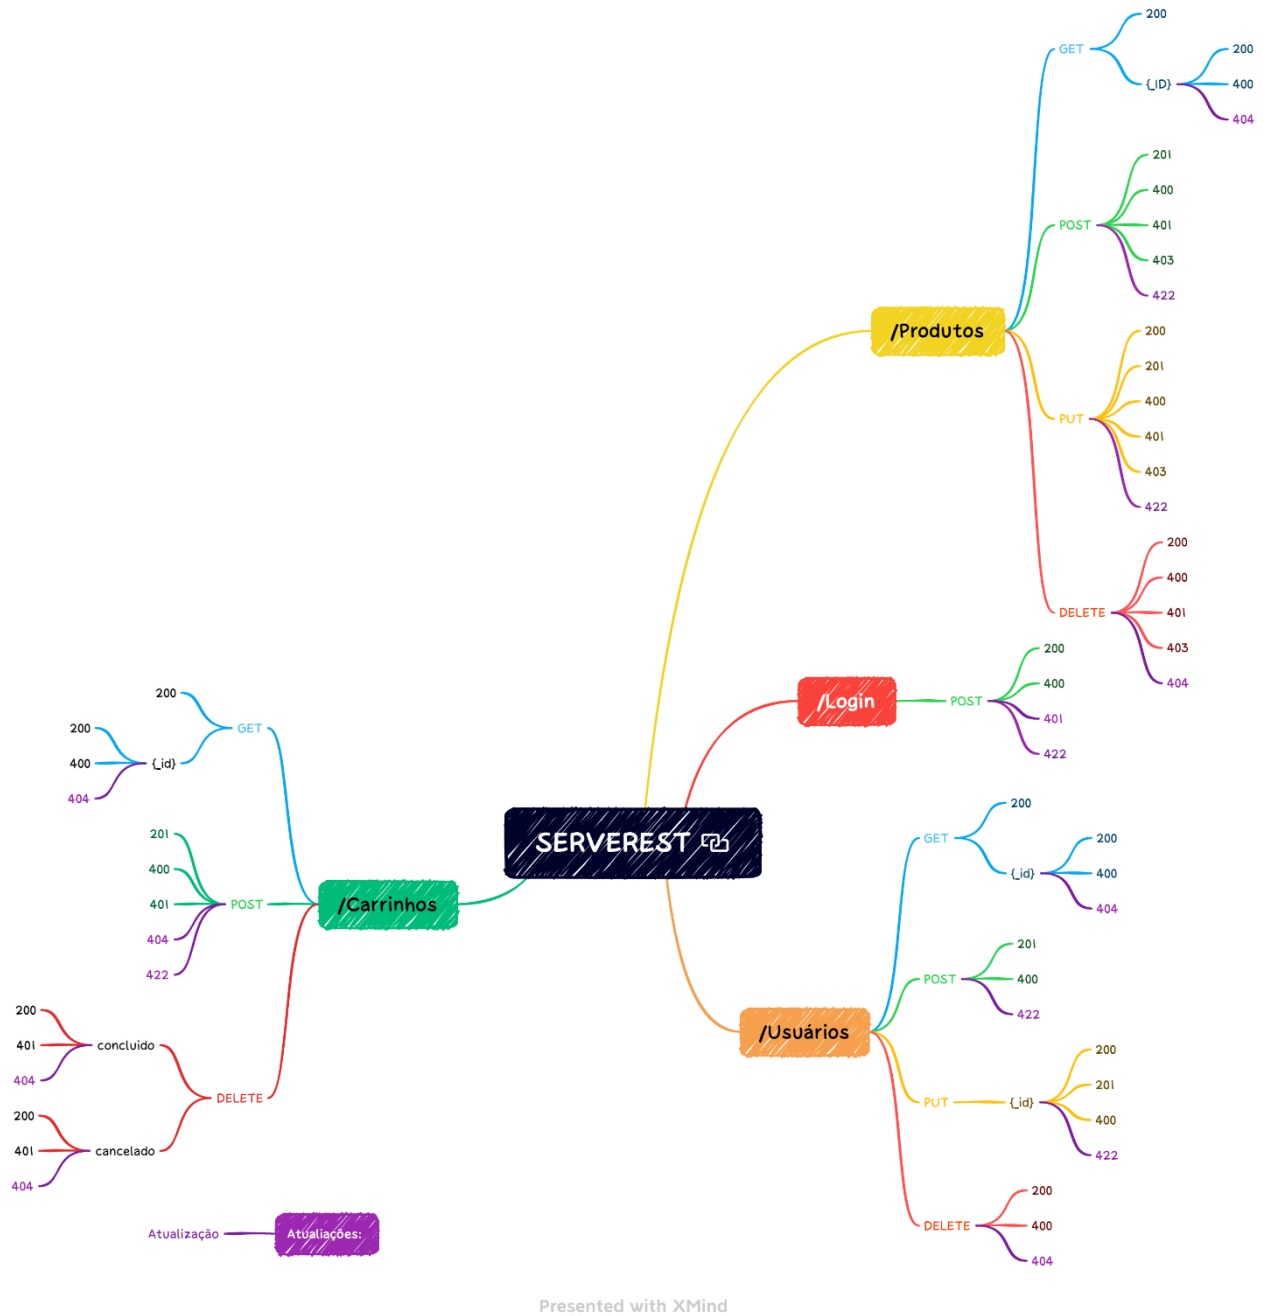 200
GET
200
{_ID}
400
404
201
400
POST
401
403
422
/Produtos
200
201
400
PUT
401
403
422
200
400
DELETE
401
403
404
/Login
POST
200
400
401
422
SERVEREST
200
GET
200
400
{_id}
404
201
400
401
POST
404
422
/Carrinhos
200
401
concluido
404
DELETE
200
401
cancelado
404
200
GET
200
{_id}
400
404
201
POST
400
422
/Usuários
200
201
PUT
{_id}
400
422
200
DELETE
400
404
Atualização
Atualiações:
Presented with XMind